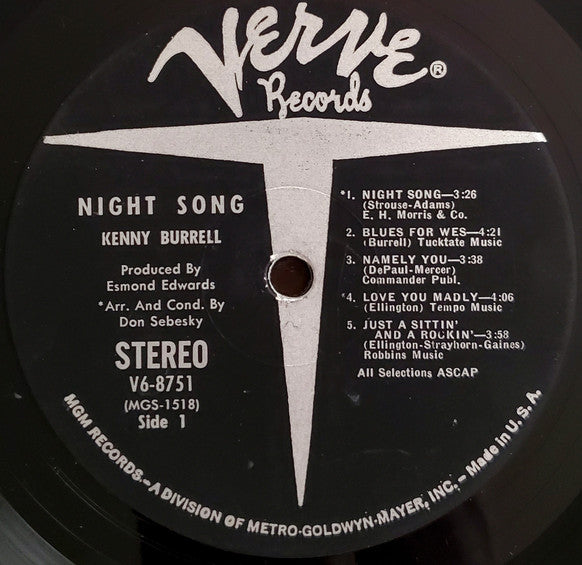 VERVE®
Records
NIGHT SONG
KENNY BURRELL
Produced By
Esmond Edwards
*Arr. And Cond. By
Don Sebesky
STEREO
V6-8751
(MGS-1518)
Side 1
*1. NIGHT SONG—3:26
(Strouse-Adams)
E. H. Morris & Co.
2. BLUES FOR WES—4:21
(Burrell) Tucktate Music
3. NAMELY YOU—3:38
(DePaul-Mercer)
Commander Publ.
*4. LOVE YOU MADLY—4:06
(Ellington) Tempo Music
5. JUST A SITTIN'
AND A ROCKIN'—3:58
(Ellington-Strayhorn-Gaines)
Robbins Music
All Selections ASCAP
MGM RECORDS—A DIVISION OF METRO-GOLDWYN-MAYER, INC.—Made in U.S.A.